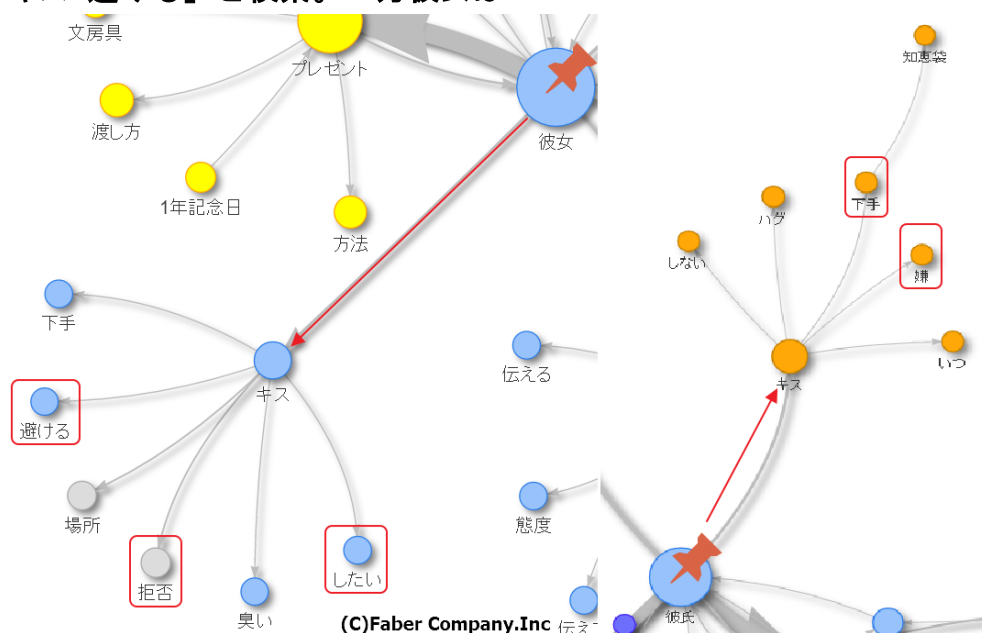 文房具
プレゼント
渡し方
1年記念日
方法
彼女
下手
キス
避ける
場所
拒否
臭い
したい
伝える
態度
(C)Faber Company.Inc
知恵袋
下手
ハグ
嫌
しない
いつ
キス
彼氏